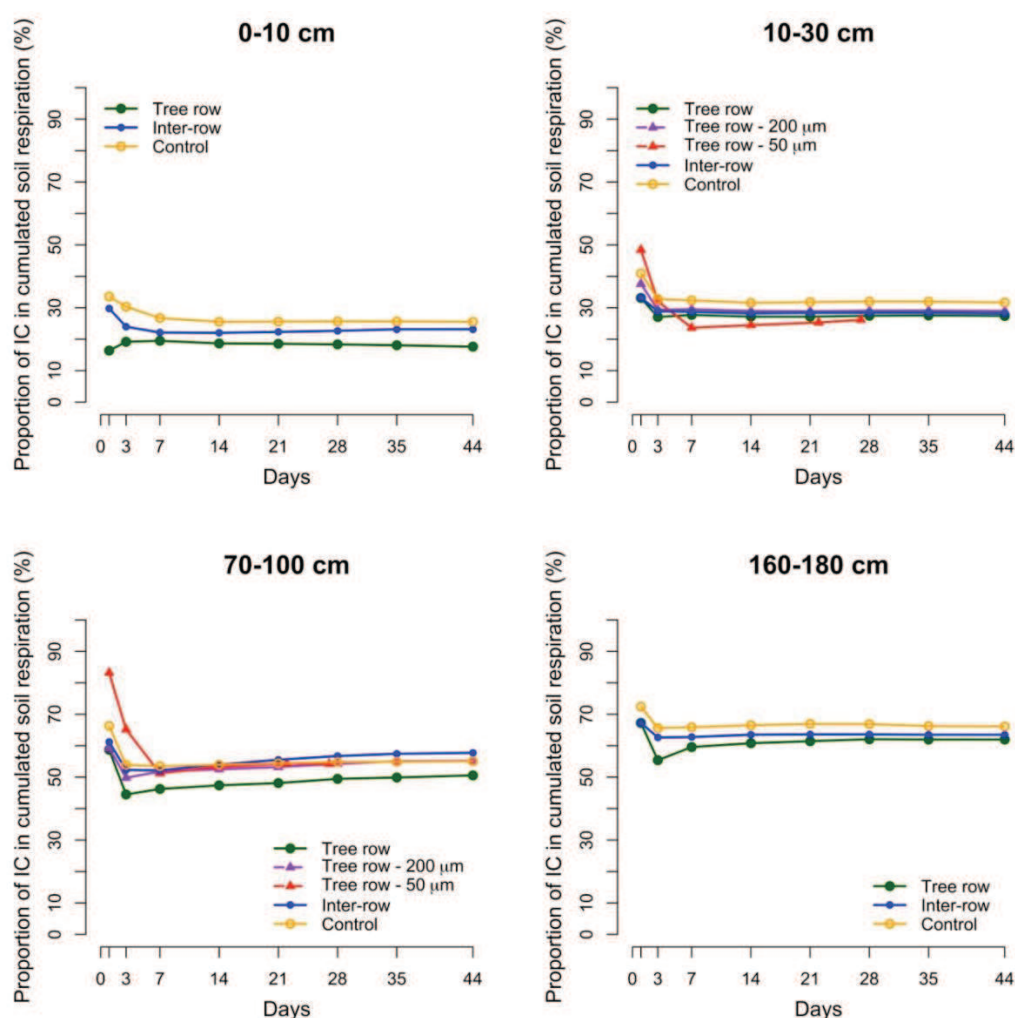 0-10 cm
Proportion of IC in cumulated soil respiration (%)
90
70
50
30
10
0
Tree row
Inter-row
Control
0 3 7 14 21 28 35 44
Days
10-30 cm
Proportion of IC in cumulated soil respiration (%)
90
70
50
30
10
0
Tree row
Tree row - 200 μm
Tree row - 50 μm
Inter-row
Control
0 3 7 14 21 28 35 44
Days
70-100 cm
Proportion of IC in cumulated soil respiration (%)
90
70
50
30
10
0
Tree row
Tree row - 200 μm
Tree row - 50 μm
Inter-row
Control
0 3 7 14 21 28 35 44
Days
160-180 cm
Proportion of IC in cumulated soil respiration (%)
90
70
50
30
10
0
Tree row
Inter-row
Control
0 3 7 14 21 28 35 44
Days